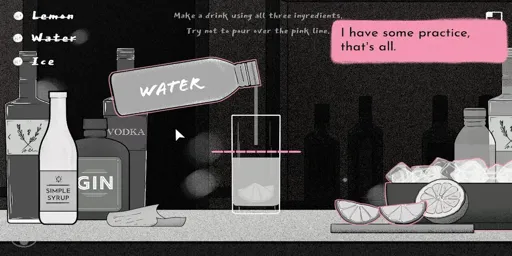 Lemon
Water
Ice
Make a drink using all three ingredients.
Try not to pour over the pink line.
I have some practice,
that's all.
WATER
VODKA
GIN
SIMPLE
SYRUP